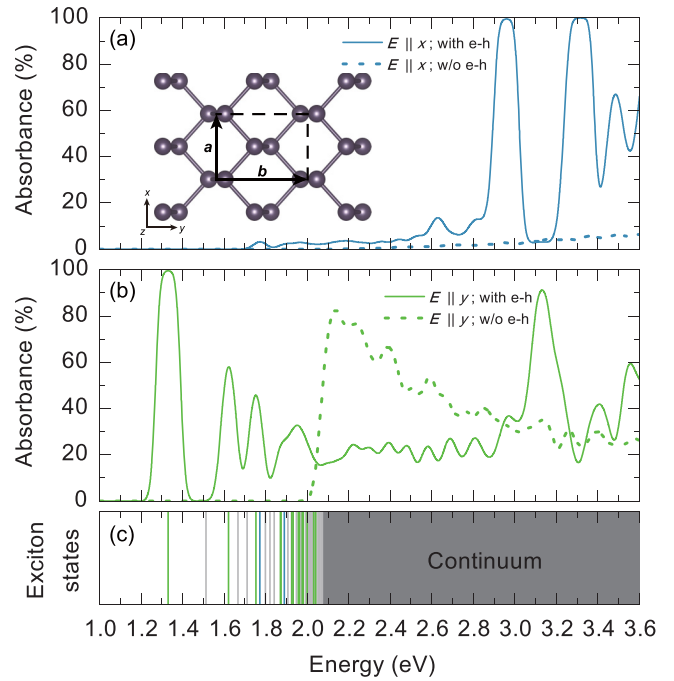 (a)
E || x ; with e-h
E || x ; w/o e-h
Absorbance (%)
100
80
60
40
20
0
a
b
x
z
y
(b)
E || y ; with e-h
E || y ; w/o e-h
Absorbance (%)
100
80
60
40
20
0
(c)
Exciton
states
Continuum
1.0 1.2 1.4 1.6 1.8 2.0 2.2 2.4 2.6 2.8 3.0 3.2 3.4 3.6
Energy (eV)